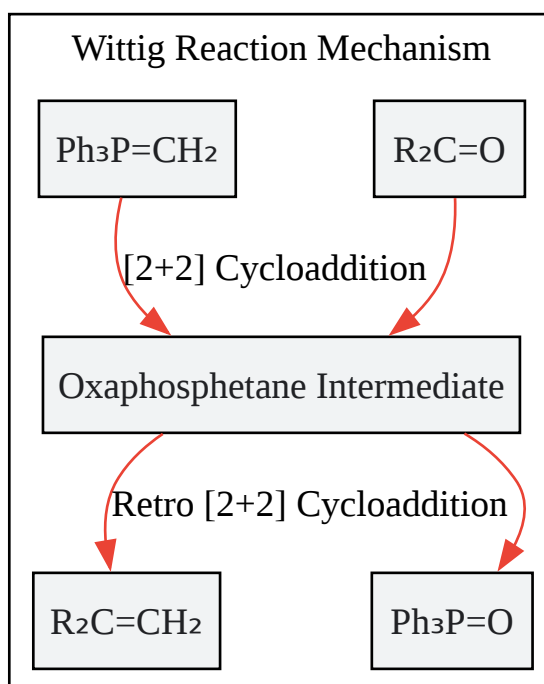 Wittig Reaction Mechanism
Ph₃P=CH₂
R₂C=O
[2+2] Cycloaddition
Oxaphosphetane Intermediate
Retro [2+2] Cycloaddition
R₂C=CH₂
Ph₃P=O